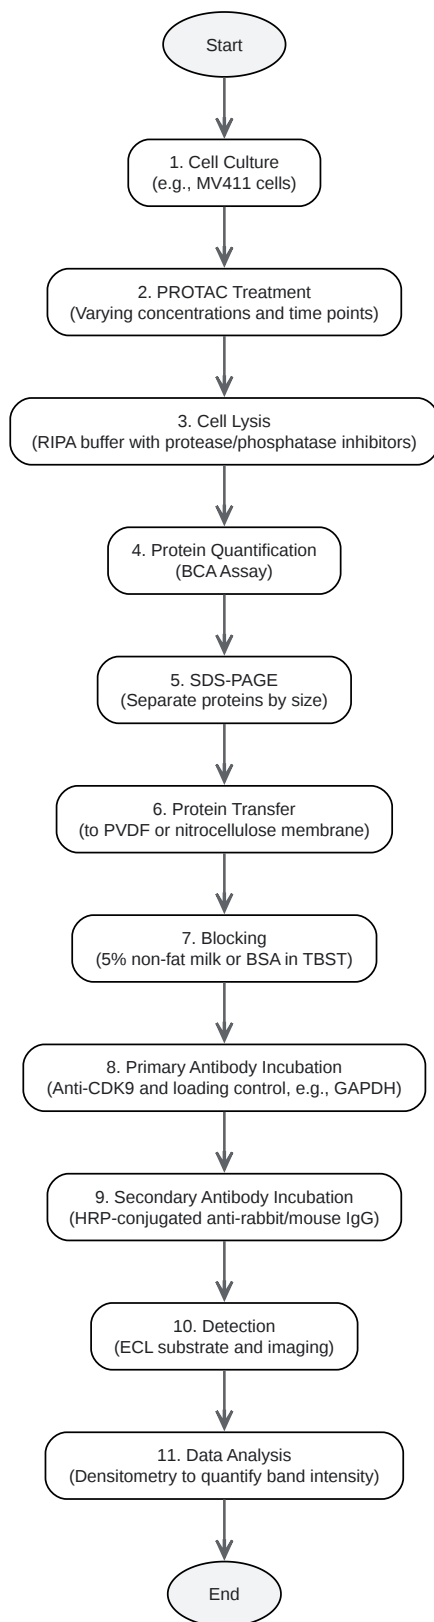 Start
1. Cell Culture
(e.g., MV411 cells)
2. PROTAC Treatment
(Varying concentrations and time points)
3. Cell Lysis
(RIPA buffer with protease/phosphatase inhibitors)
4. Protein Quantification
(BCA Assay)
5. SDS-PAGE
(Separate proteins by size)
6. Protein Transfer
(to PVDF or nitrocellulose membrane)
7. Blocking
(5% non-fat milk or BSA in TBST)
8. Primary Antibody Incubation
(Anti-CDK9 and loading control, e.g., GAPDH)
9. Secondary Antibody Incubation
(HRP-conjugated anti-rabbit/mouse IgG)
10. Detection
(ECL substrate and imaging)
11. Data Analysis
(Densitometry to quantify band intensity)
End